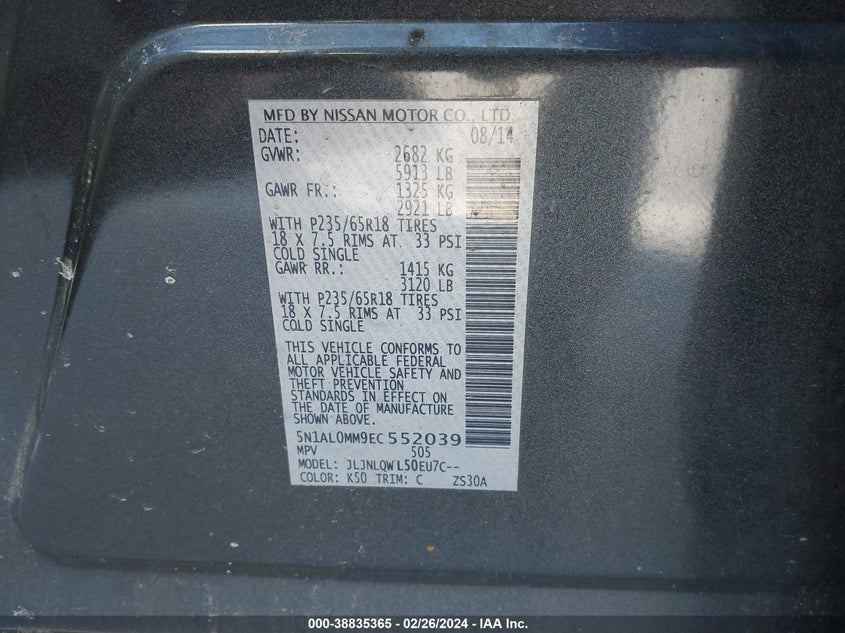 MFD BY NISSAN MOTOR CO., LTD.
DATE: 08/14
GVWR: 2682 KG
5913 LB
GAWR FR.: 1325 KG
2921 LB
WITH P235/65R18 TIRES
18 X 7.5 RIMS AT 33 PSI
COLD SINGLE
GAWR RR.: 1415 KG
3120 LB
WITH P235/65R18 TIRES
18 X 7.5 RIMS AT 33 PSI
COLD SINGLE
THIS VEHICLE CONFORMS TO
ALL APPLICABLE FEDERAL
MOTOR VEHICLE SAFETY AND
THEFT PREVENTION
STANDARDS IN EFFECT ON
THE DATE OF MANUFACTURE
SHOWN ABOVE.
5N1AL0MM9EC552039
MPV 505
MODEL: JLJNLQWL50EU7C--
COLOR: K50 TRIM: C ZS30A
000-38835365 - 02/26/2024 - IAA Inc.